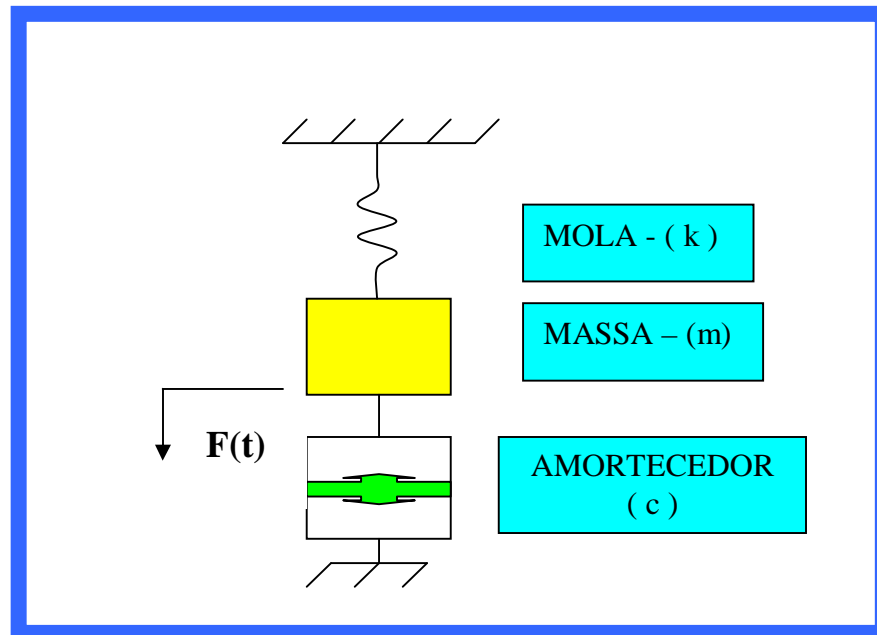 MOLA - ( k )
MASSA – (m)
F(t)
AMORTECEDOR
( c )